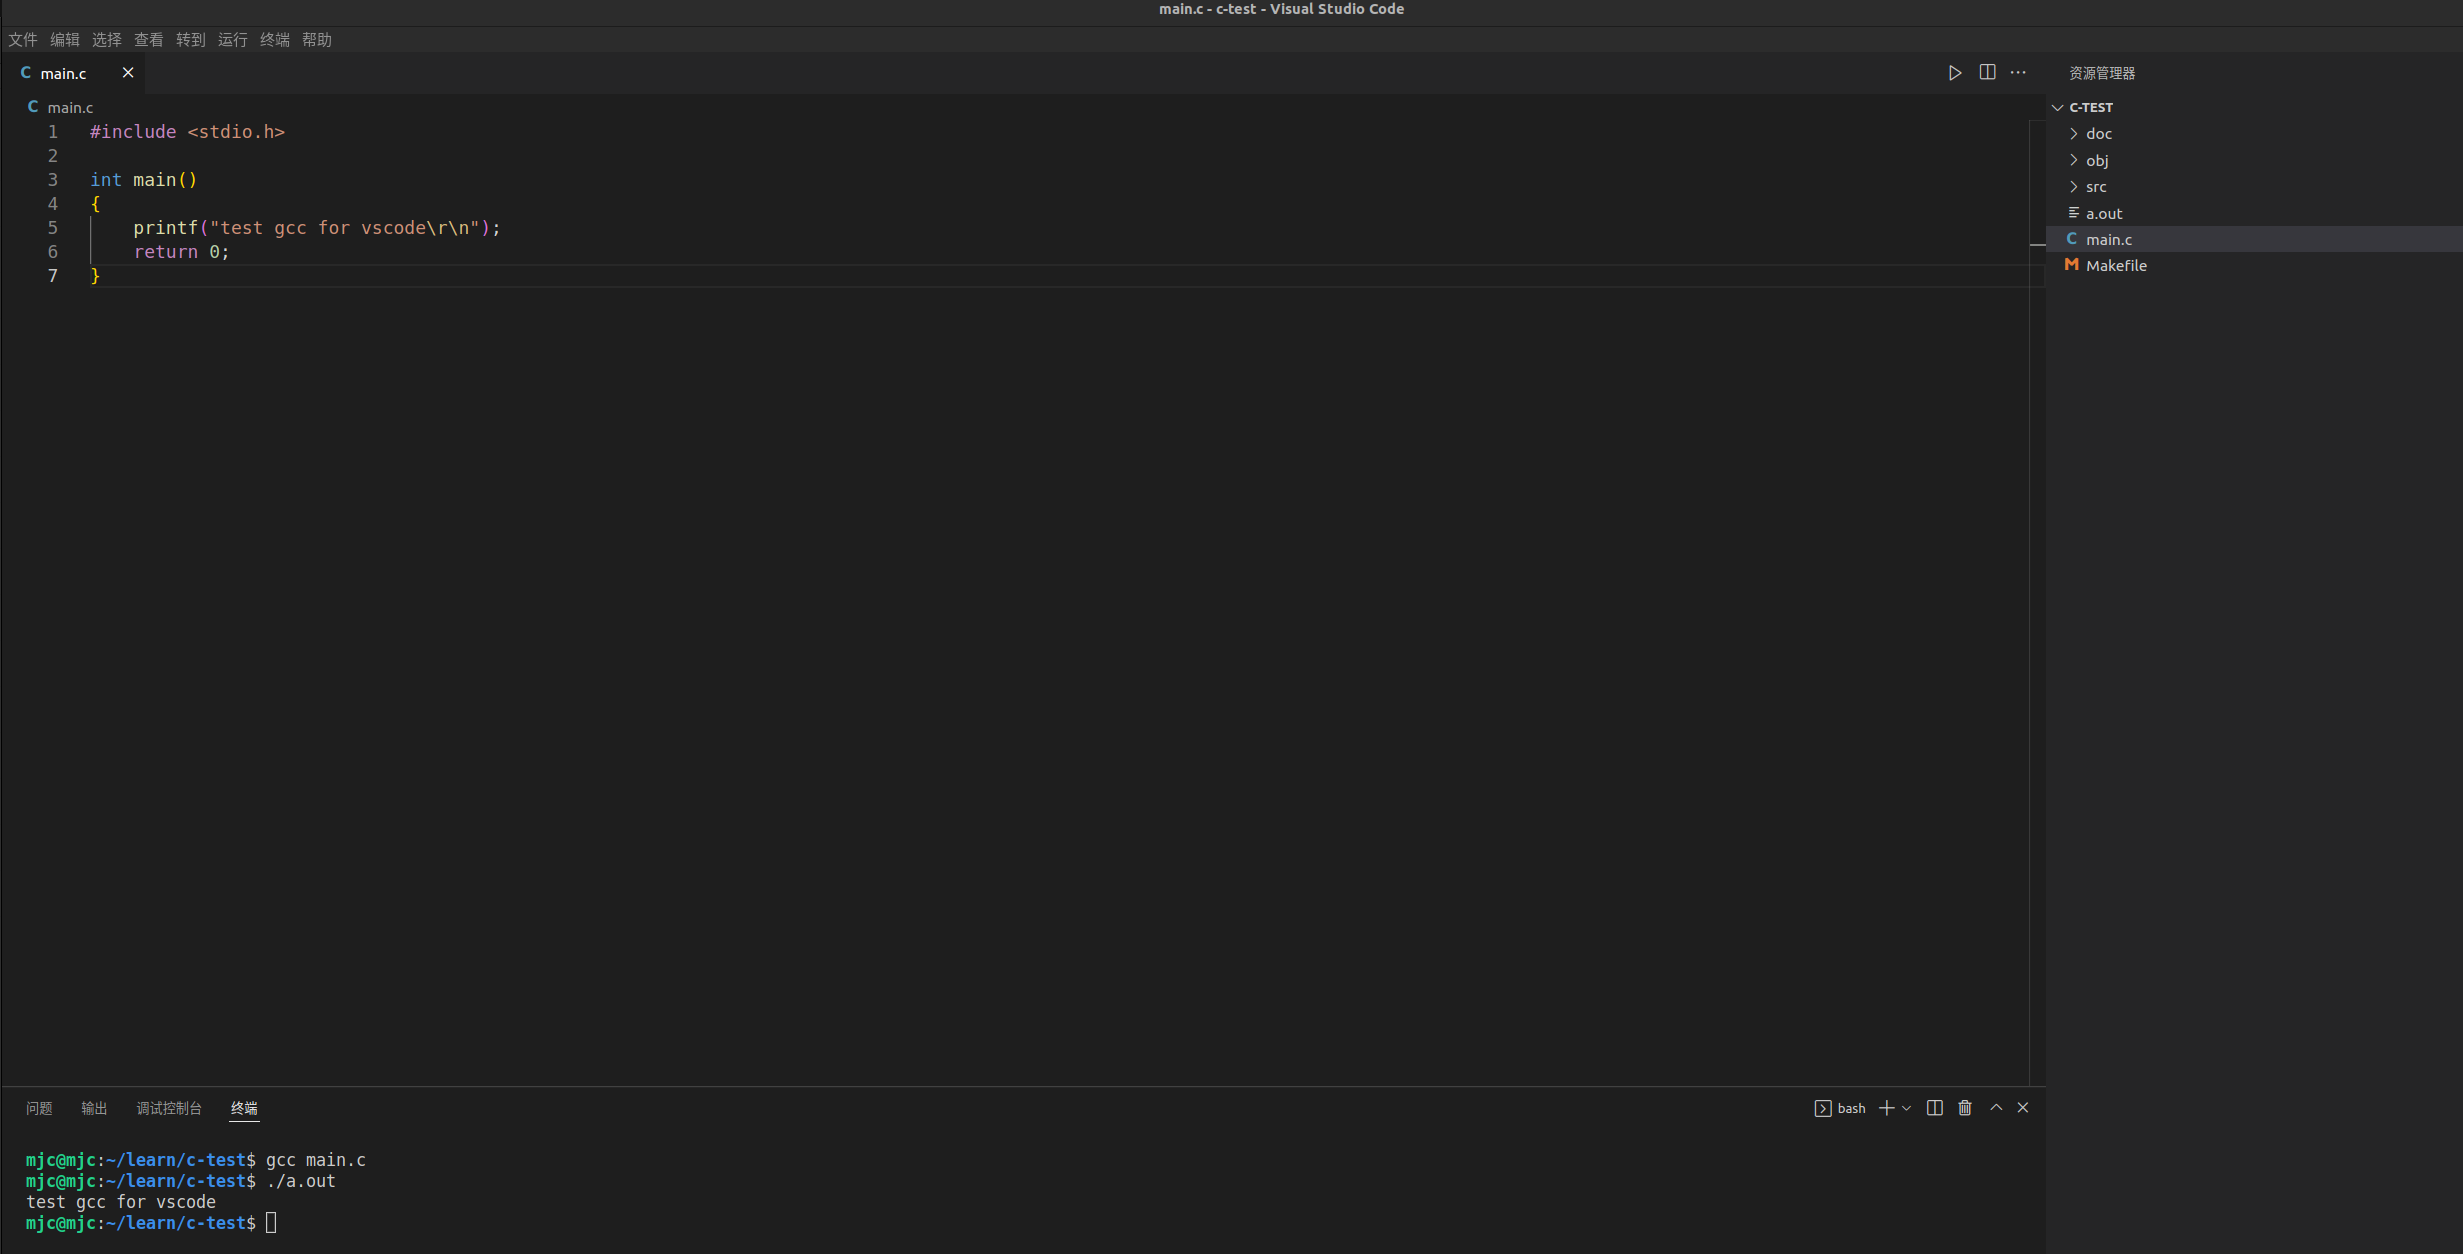 main.c - c-test - Visual Studio Code
文件 编辑 选择 查看 转到 运行 终端 帮助
C main.c
C main.c
1 #include <stdio.h>
2
3 int main()
4 {
5     printf("test gcc for vscode\r\n");
6     return 0;
7 }
资源管理器
C-TEST
doc
obj
src
a.out
C main.c
M Makefile
问题 输出 调试控制台 终端
bash
mjc@mjc:~/learn/c-test$ gcc main.c
mjc@mjc:~/learn/c-test$ ./a.out
test gcc for vscode
mjc@mjc:~/learn/c-test$